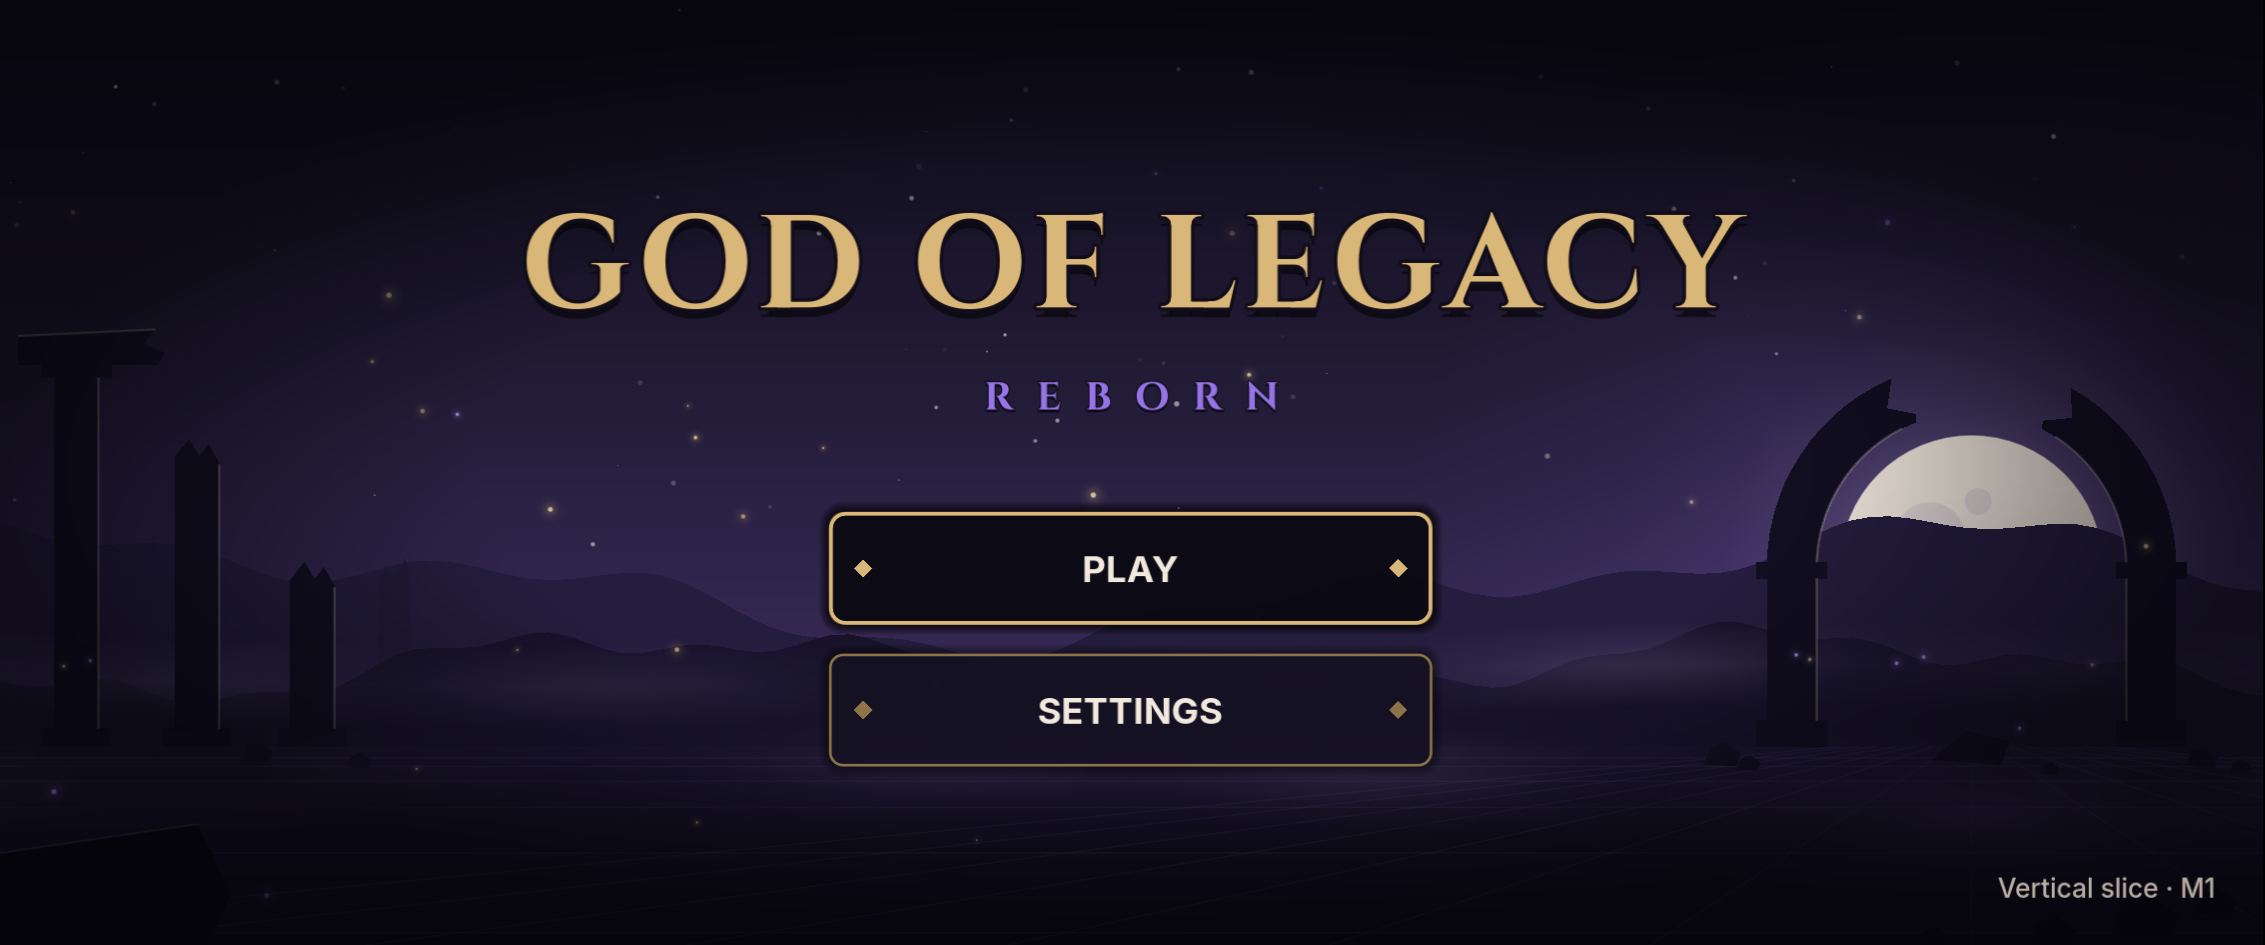 GOD OF LEGACY
REBORN
PLAY
SETTINGS
Vertical slice · M1